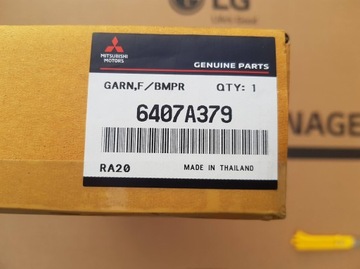 LG
MITSUBISHI
MOTORS
GENUINE PARTS
GARN,F/BMPR QTY: 1
6407A379
RA20 MADE IN THAILAND
NAGE